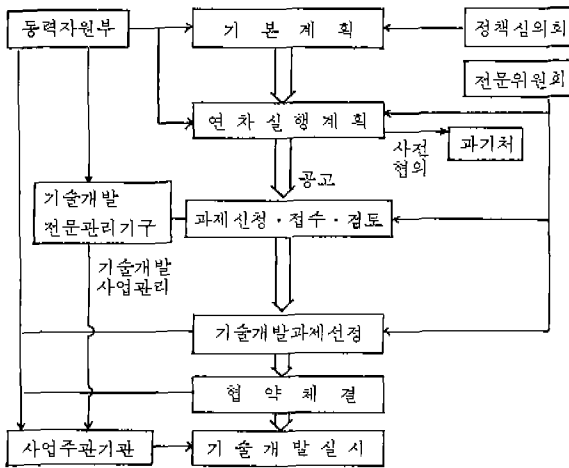 동력자원부
기 본 계 획
정책심의회
전문위원회
연 차 실 행 계 획
사전
협의
과기처
공고
기술개발
전문관리기구
과제신청·접수·검토
기술개발
사업관리
기술개발과제선정
협 약 체 결
사업주관기관
기 술 개 발 실 시